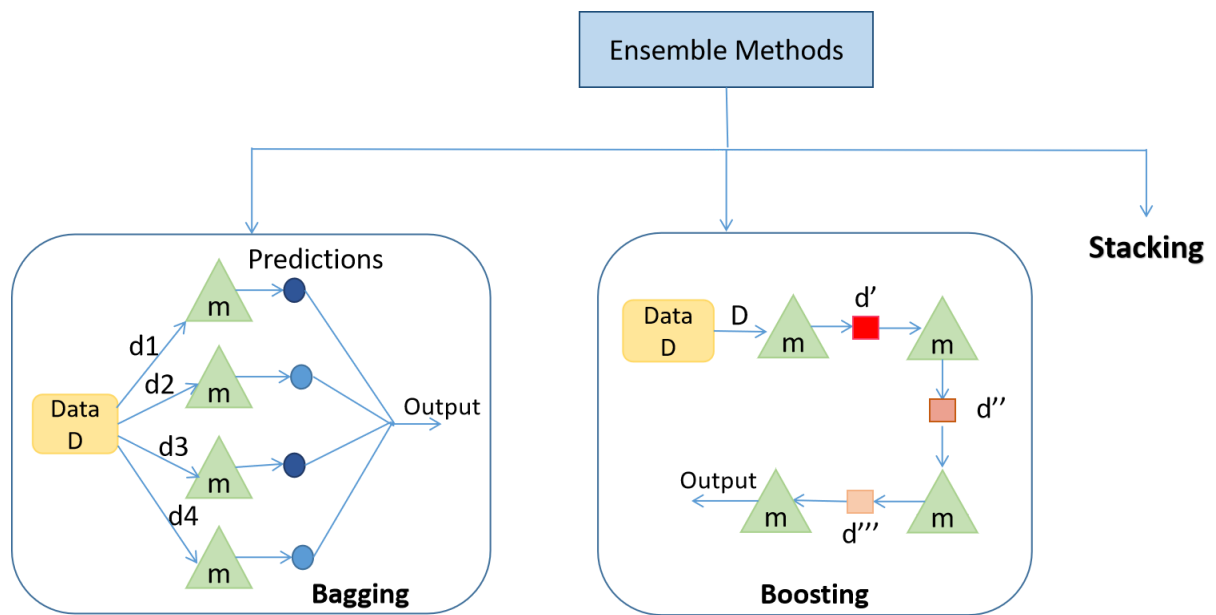 Ensemble Methods
Predictions
m
d1
m
d2
Data
D
Output
d3
m
d4
m
Bagging
Data
D
D
m
d'
m
d''
Output
m
d'''
m
Boosting
Stacking